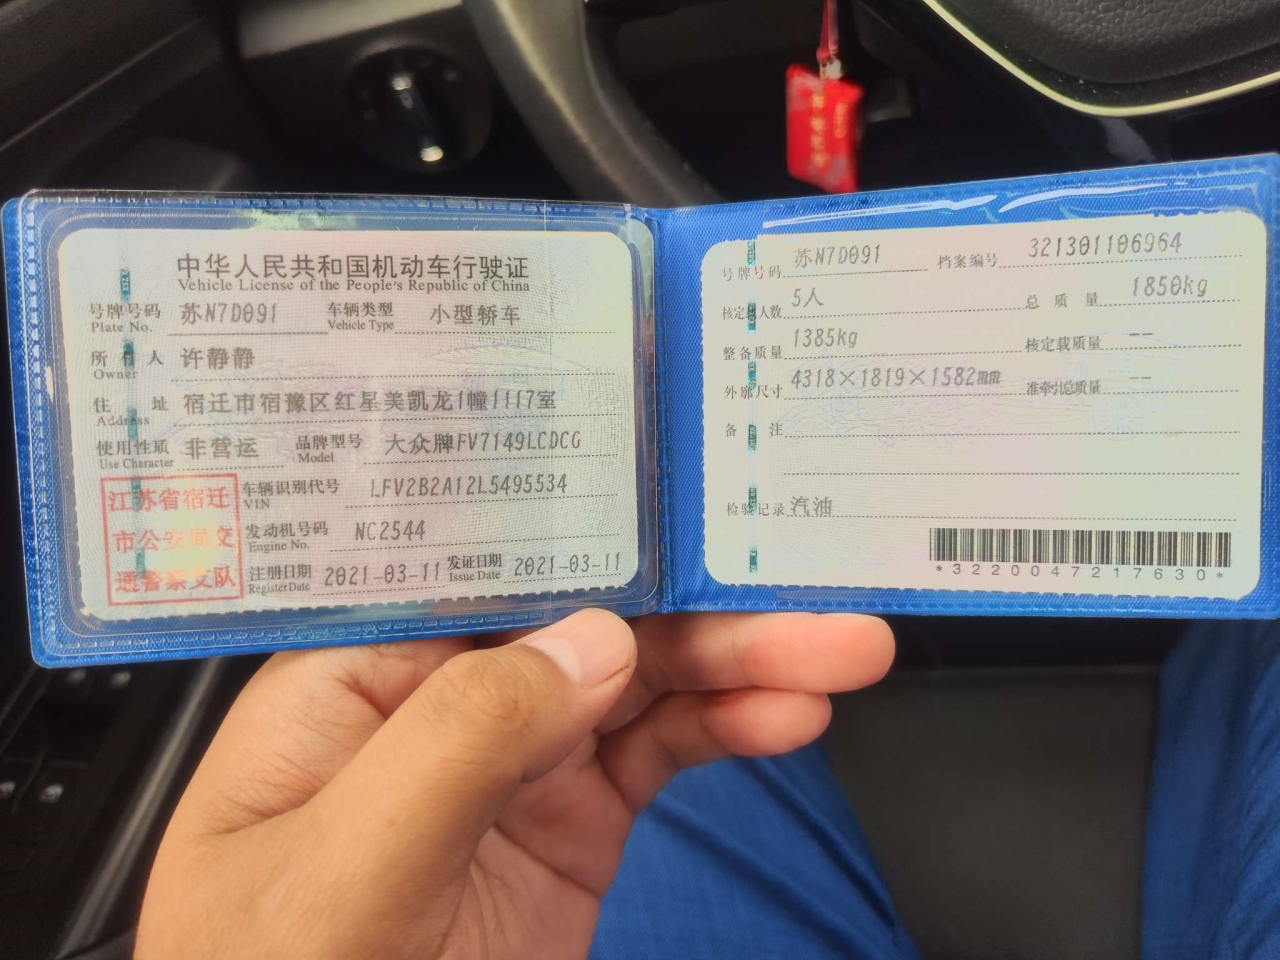 中华人民共和国机动车行驶证
Vehicle License of the People's Republic of China
号牌号码 苏N7D091 车辆类型 小型轿车
Plate No. Vehicle Type
所有人 许静静
Owner
住址 宿迁市宿豫区红星美凯龙1幢1117室
Address
使用性质 非营运 品牌型号 大众牌FV7149LCDCG
Use Character Model
江苏省宿迁
市公安局交
通警察支队
车辆识别代号 LFV2B2A12L5495534
VIN
发动机号码 NC2544
Engine No.
注册日期 2021-03-11 发证日期 2021-03-11
Register Date Issue Date
号牌号码 苏N7D091 档案编号 321301106964
核定载人数 5人 总质量 1850kg
整备质量 1385kg 核定载质量 --
外廓尺寸 4318×1819×1582mm 准牵引总质量 --
备注
检验记录 汽油
*3220047217630*